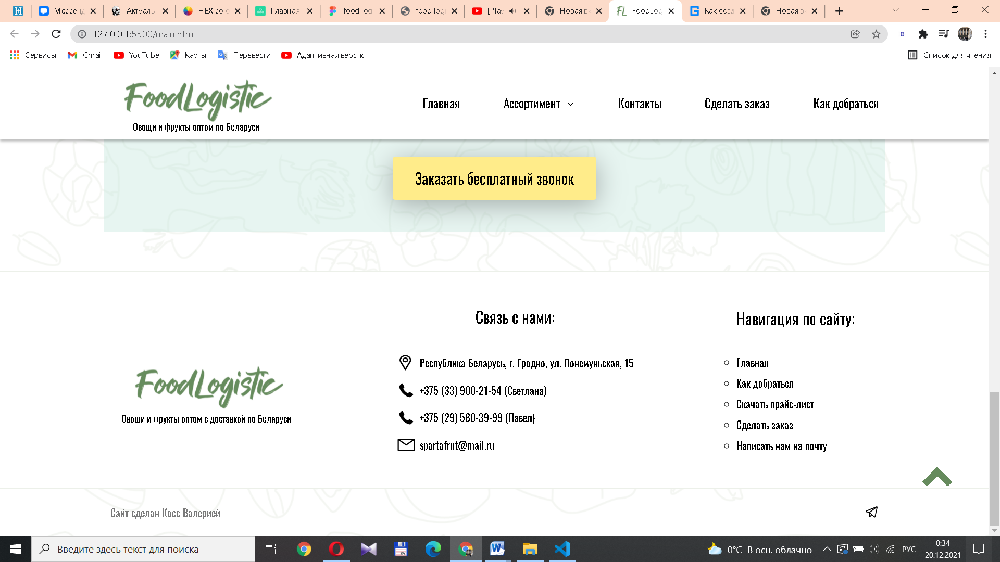 Мессенд
Актуаль
HEX colo
Главная
food logi
food logi
[Play
Новая вк
FoodLog
Как созд
Новая вк
127.0.0.1:5500/main.html
Сервисы
Gmail
YouTube
Карты
Перевести
Адаптивная верстк...
Список для чтения
FoodLogistic
Овощи и фрукты оптом по Беларуси
Главная
Ассортимент
Контакты
Сделать заказ
Как добраться
Заказать бесплатный звонок
FoodLogistic
Овощи и фрукты оптом с доставкой по Беларуси
Связь с нами:
Республика Беларусь, г. Гродно, ул. Понемуньская, 15
+375 (33) 900-21-54 (Светлана)
+375 (29) 580-39-99 (Павел)
spartafrut@mail.ru
Навигация по сайту:
Главная
Как добраться
Скачать прайс-лист
Сделать заказ
Написать нам на почту
Сайт сделан Косс Валерией
Введите здесь текст для поиска
0°C В осн. облачно
РУС
0:34
20.12.2021